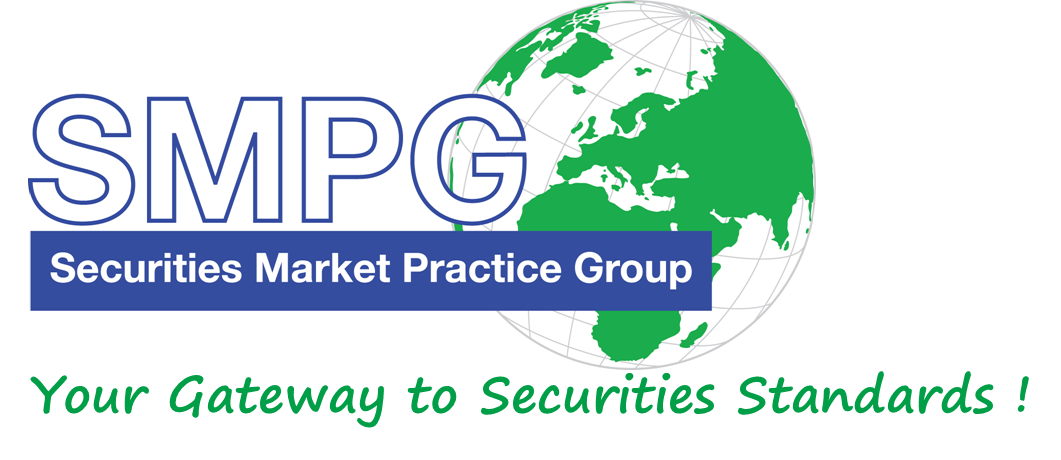 SMPG
Securities Market Practice Group
Your Gateway to Securities Standards !